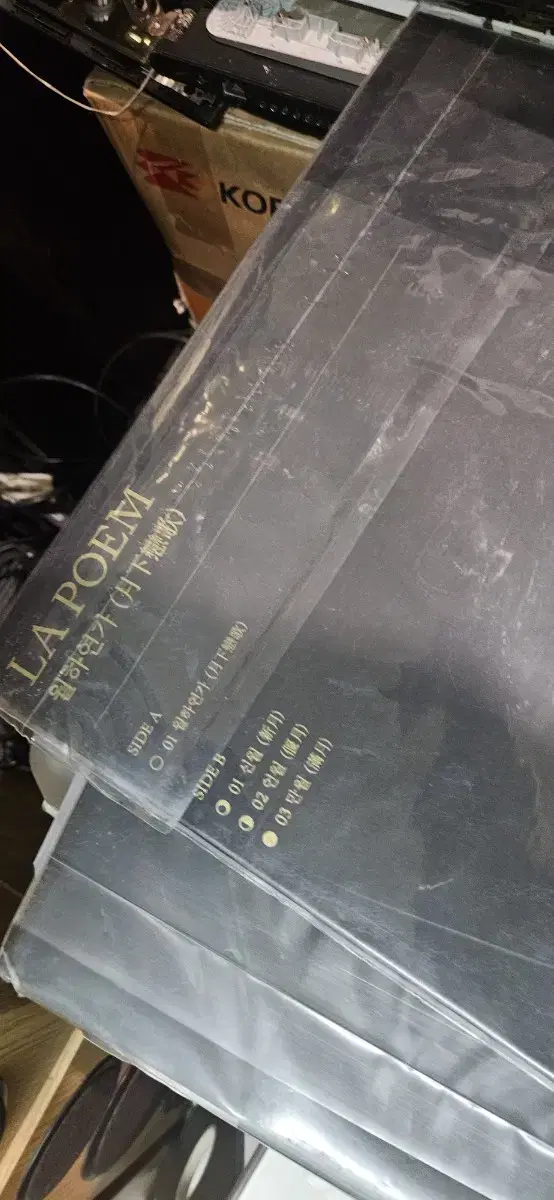 KOR
LA POEM
월하연가 (月下戀歌)
SIDE A
01 월하연가 (月下戀歌)
SIDE B
01 신월 (新月)
02 언월 (偃月)
03 만월 (滿月)